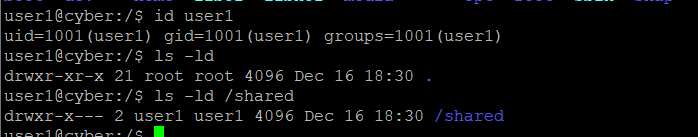 user1@cyber:/$ id user1
uid=1001(user1) gid=1001(user1) groups=1001(user1)
user1@cyber:/$ ls -ld
drwxr-xr-x 21 root root 4096 Dec 16 18:30 .
user1@cyber:/$ ls -ld /shared
drwxr-x--- 2 user1 user1 4096 Dec 16 18:30 /shared
user1@cyber:/$